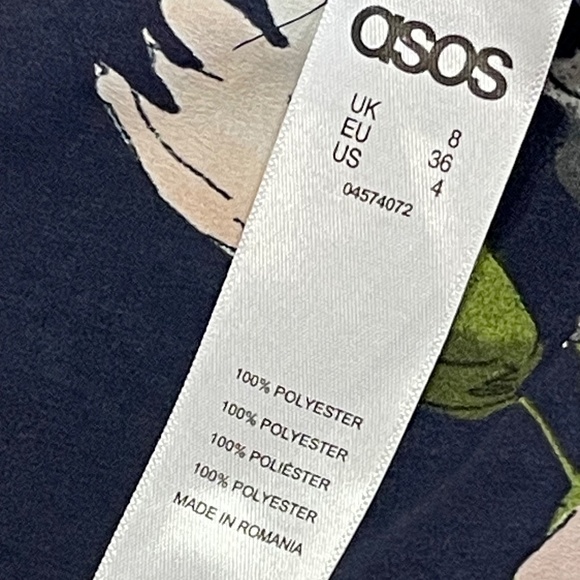 asos
UK 8
EU 36
US 4
04574072
100% POLYESTER
100% POLYESTER
100% POLIÉSTER
100% POLYESTER
MADE IN ROMANIA